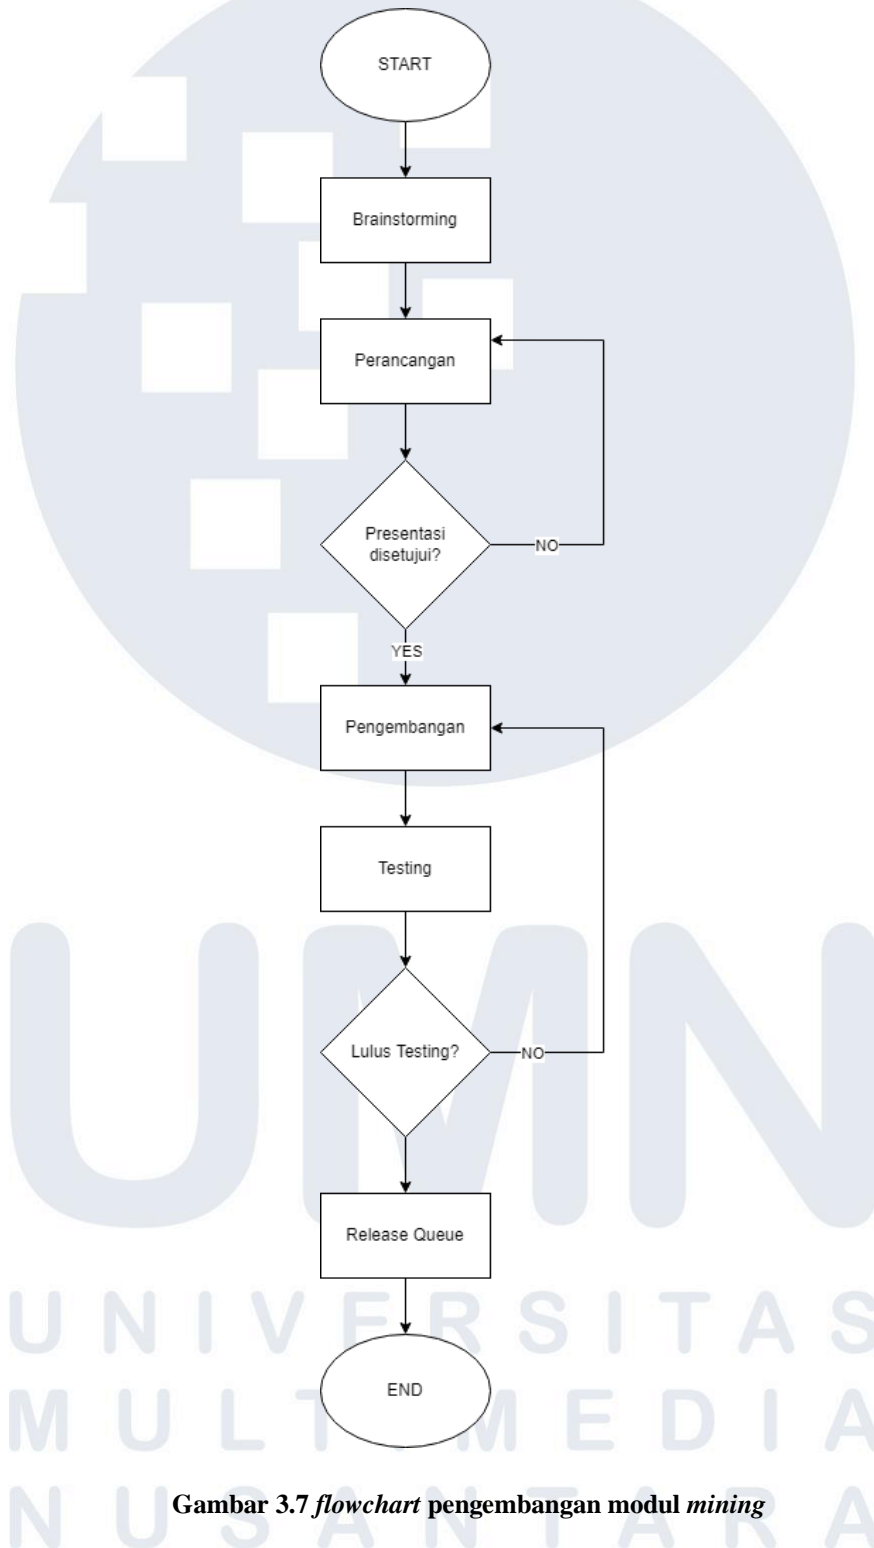 START
Brainstorming
Perancangan
Presentasi
disetujui?
NO
YES
Pengembangan
Testing
Lulus Testing?
NO
Release Queue
END
Gambar 3.7 flowchart pengembangan modul mining
UMN
UNIVERSITAS
MULTIMEDIA
NUSANTARA